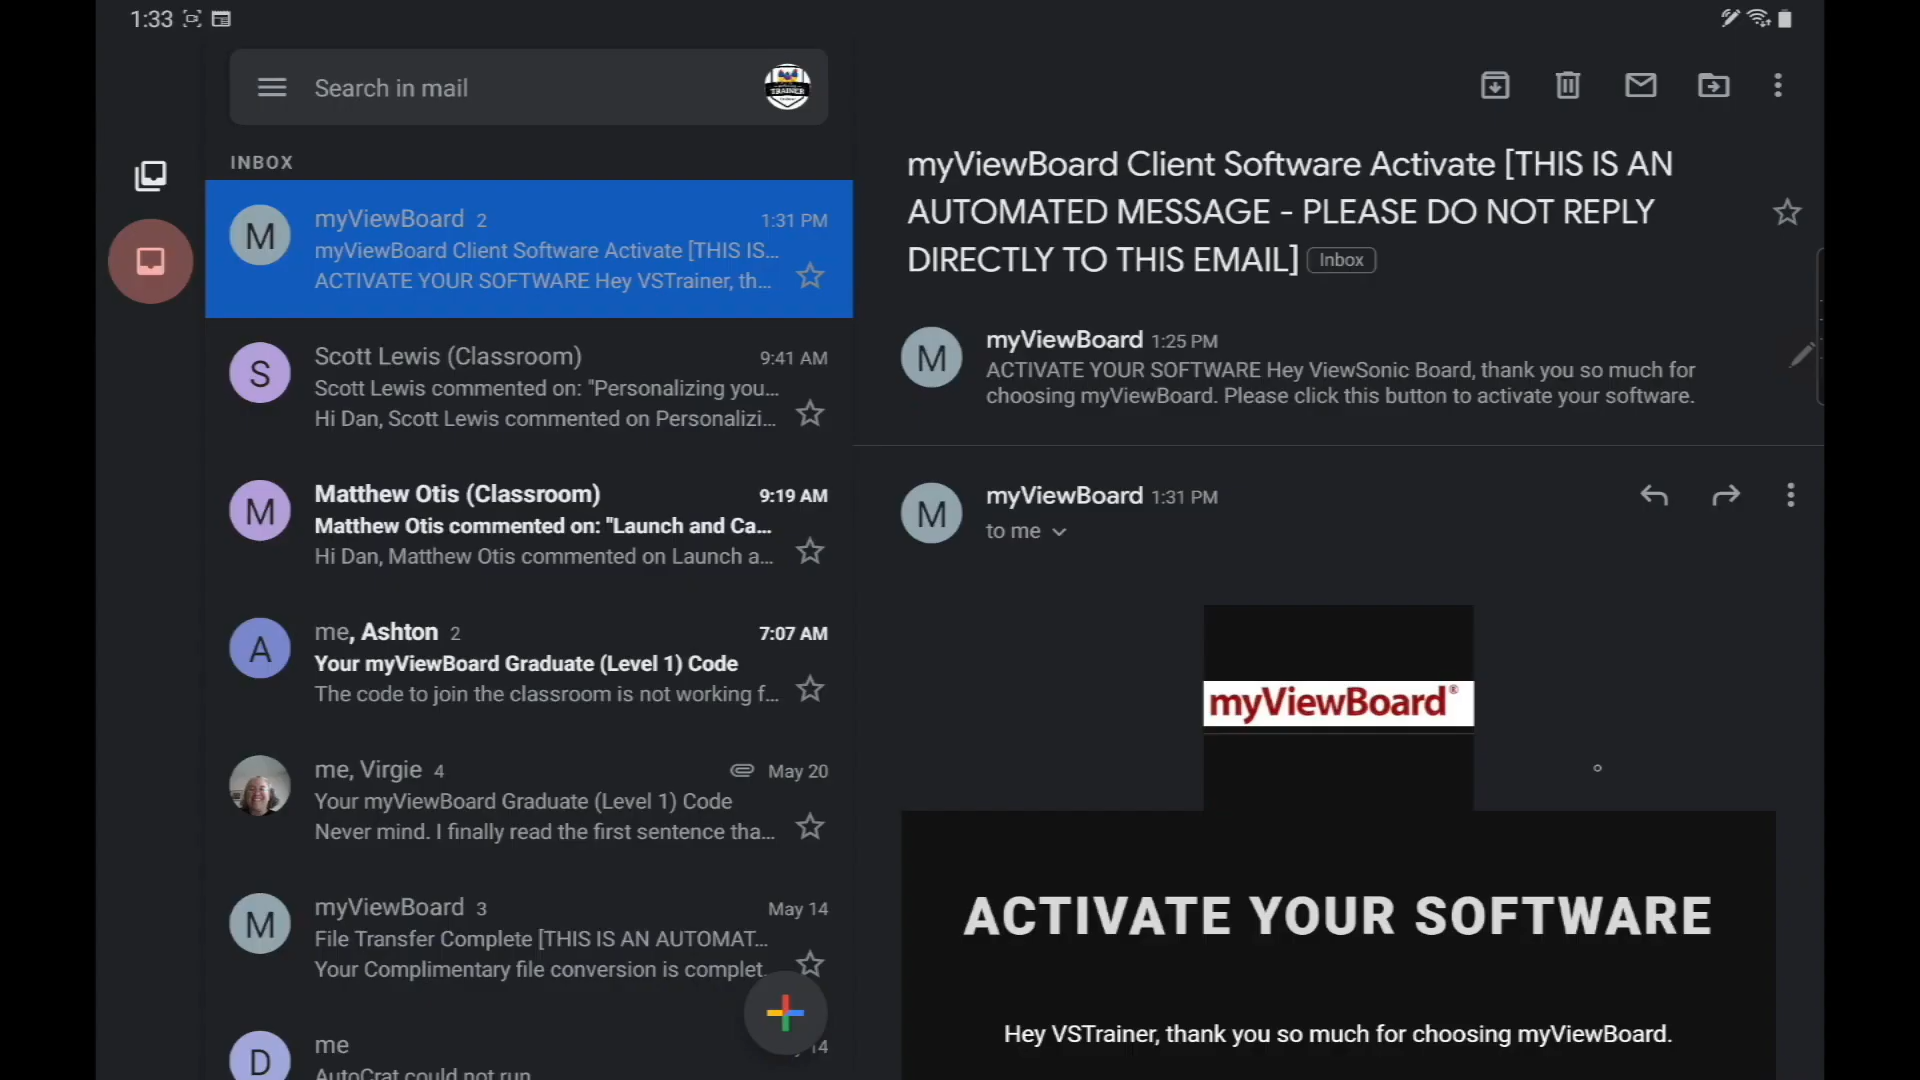 1:33
Search in mail
TRAINER
INBOX
M
myViewBoard 2
1:31 PM
myViewBoard Client Software Activate [THIS IS...
ACTIVATE YOUR SOFTWARE Hey VSTrainer, th...
S
Scott Lewis (Classroom)
9:41 AM
Scott Lewis commented on: "Personalizing you...
Hi Dan, Scott Lewis commented on Personalizi...
M
Matthew Otis (Classroom)
9:19 AM
Matthew Otis commented on: "Launch and Ca...
Hi Dan, Matthew Otis commented on Launch a...
A
me, Ashton 2
7:07 AM
Your myViewBoard Graduate (Level 1) Code
The code to join the classroom is not working f...
me, Virgie 4
May 20
Your myViewBoard Graduate (Level 1) Code
Never mind. I finally read the first sentence tha...
M
myViewBoard 3
May 14
File Transfer Complete [THIS IS AN AUTOMAT...
Your Complimentary file conversion is complet.
D
me
14
AutoCrat could not run
myViewBoard Client Software Activate [THIS IS AN
AUTOMATED MESSAGE - PLEASE DO NOT REPLY
DIRECTLY TO THIS EMAIL] Inbox
M
myViewBoard 1:25 PM
ACTIVATE YOUR SOFTWARE Hey ViewSonic Board, thank you so much for
choosing myViewBoard. Please click this button to activate your software.
M
myViewBoard 1:31 PM
to me
myViewBoard®
ACTIVATE YOUR SOFTWARE
Hey VSTrainer, thank you so much for choosing myViewBoard.